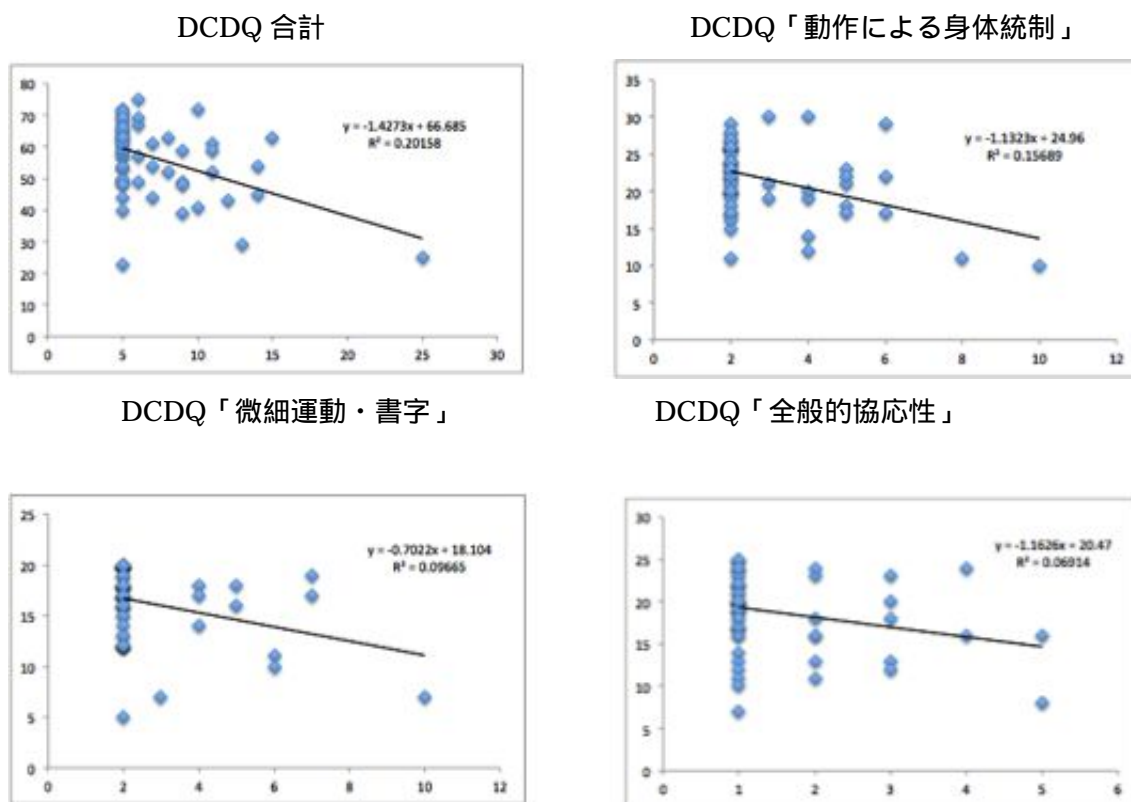 DCDQ 合計
DCDQ「動作による身体統制」
80
70
60
50
40
30
20
10
0
y = -1.4273x + 66.685
R² = 0.20158
0 5 10 15 20 25 30
35
30
25
20
15
10
5
0
y = -1.1323x + 24.96
R² = 0.15689
0 2 4 6 8 10 12
DCDQ「微細運動・書字」
DCDQ「全般的協応性」
25
20
15
10
5
0
y = -0.7022x + 18.104
R² = 0.09665
0 2 4 6 8 10 12
30
25
20
15
10
5
0
y = -1.1626x + 20.47
R² = 0.06914
0 1 2 3 4 5 6